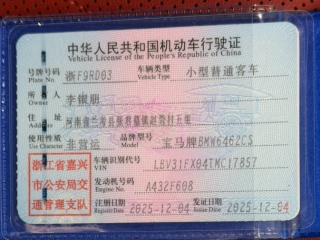 中华人民共和国机动车行驶证
Vehicle License of the People's Republic of China
号牌号码 浙F9RD03 车辆类型 小型普通客车
Plate No. Vehicle Type
所有人 李银朋
Owner
住址
Address
使用性质 非营运 品牌型号 宝马牌BMW6462CS
Model
浙江省嘉兴
市公安局交
通管理支队
车辆识别代号 LBV31FX04TMC17857
VIN
发动机号码 A432F608
Engine No.
注册日期 2025-12-04 发证日期 2025-12-04
Register Date Issue Date